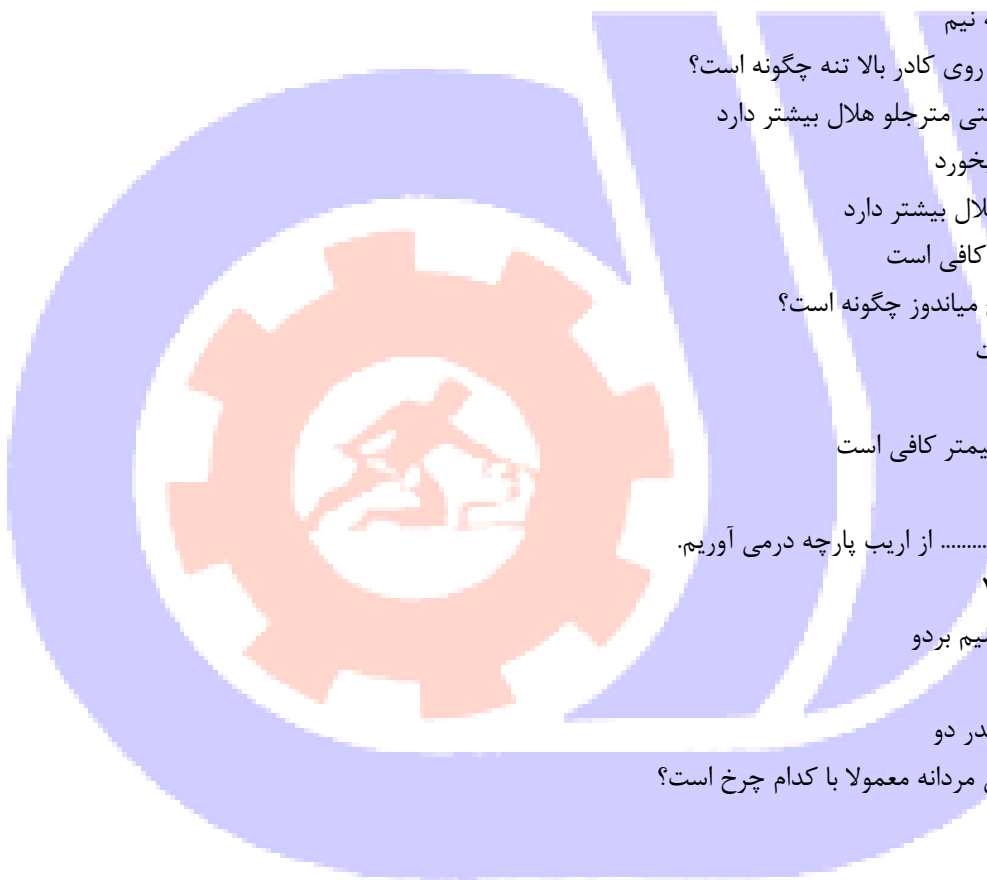 ه نیم
روی کادر بالا تنه چگونه است؟
تی مترجلو هلال بیشتر دارد
خورد
لال بیشتر دارد
کافی است
میاندوز چگونه است؟
ت
یمتر کافی است
......... از اریب پارچه درمی آوریم.
یم بردو
در دو
مردانه معمولا با کدام چرخ است؟